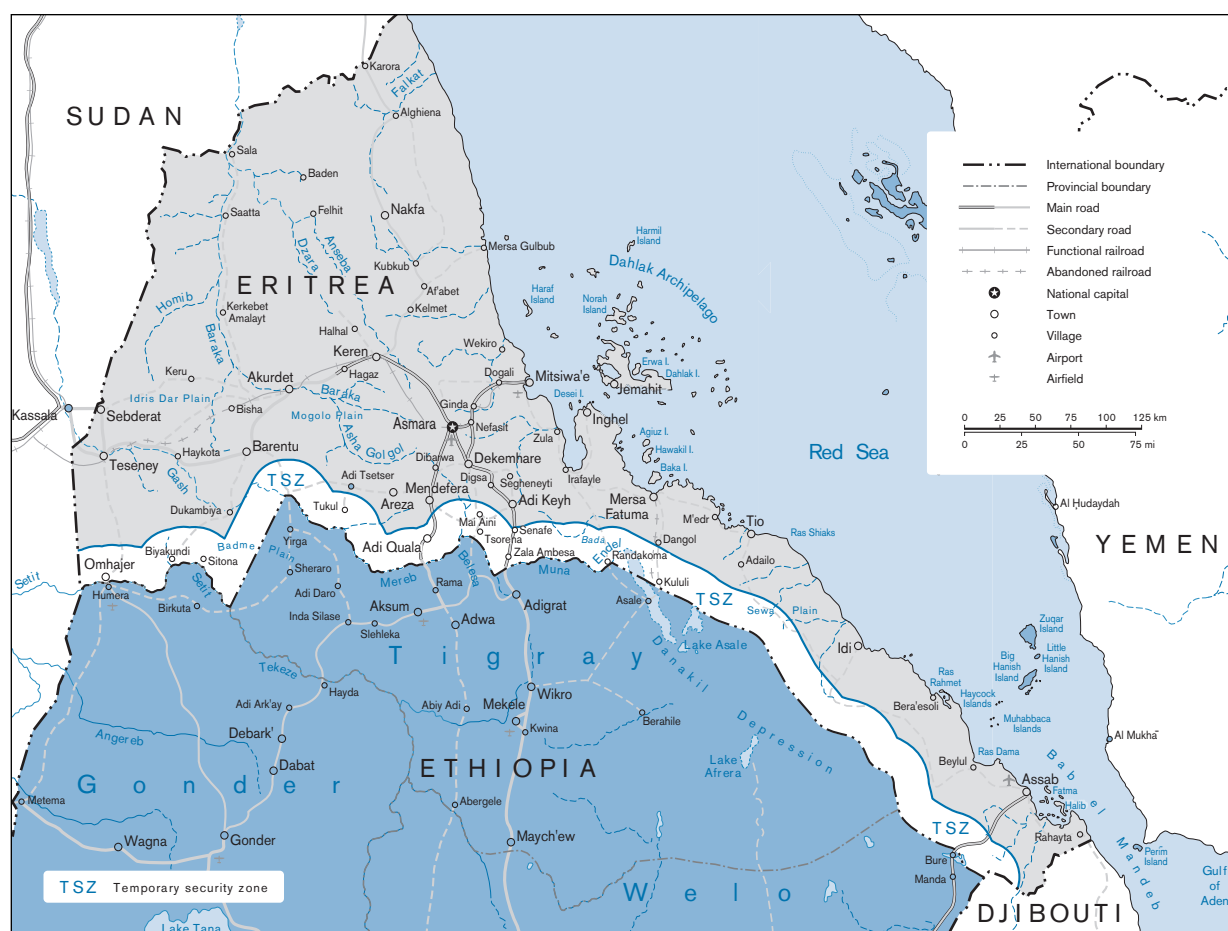 Karora
Falkat
SUDAN
Alghiena
Sala
Baden
Saatta
Felhit
Nakfa
Anseba
Dzara
Mersa Gulbub
Kubkub
ERITREA
Af'abet
Homib
Kerkebet
Amalayt
Kelmet
Halhal
Baraka
Wekiro
Keren
Keru
Hagaz
Dogali
Mitsiwa'e
Akurdet
Baraka
Idris Dar Plain
Bisha
Mogolo Plain
Ginda
Kassala
Sebderat
Asmara
Nefasit
Asha Golgol
Zula
Barentu
Dibarwa
Dekemhare
Teseney
Haykota
Gash
TSZ
Adi Tsetser
Digsa
Segheneyti
Irafayle
Mendefera
Areza
Adi Keyh
Dukambiya
Tukul
Mai Aini
Tsorena
Senafe
Adi Quala
Zala Ambesa
Biyakundi
Badme Plain
Sitona
Yirga
Omhajer
Setit
Humera
Setit
Birkuta
Sheraro
Adi Daro
Mereb
Rama
Belesa
Muna
Endel
Bada
Randakoma
Inda Silase
Aksum
Slehleka
Adwa
Adigrat
Asale
Kululi
Dangol
Mersa
Fatuma
M'edr
Tio
Ras Shiaks
Adailo
TSZ
Sewa Plain
Lake Asale
Danakil
Depression
Tigray
Tekeze
Hayda
Adi Ark'ay
Abiy Adi
Wikro
Mekele
Kwina
Berahile
Debark'
Angereb
Dabat
ETHIOPIA
Lake
Afrera
Gonder
Metema
Abergele
Wagna
Gonder
Maych'ew
Welo
Lake Tana
TSZ Temporary security zone
Harmil
Island
Dahlak Archipelago
Haraf
Island
Norah
Island
Erwa I.
Dahlak I.
Jemahit
Desei I.
Inghel
Agiuz I.
Hawakil I.
Baka I.
Red Sea
International boundary
Provincial boundary
Main road
Secondary road
Functional railroad
Abandoned railroad
National capital
Town
Village
Airport
Airfield
0 25 50 75 100 125 km
0 25 50 75 mi
Al Hudaydah
YEMEN
Zuqar
Island
Big
Hanish
Island
Little
Hanish
Island
Idi
Ras
Rahmet
Haycock
Islands
Bera'esoli
Muhabbaca
Islands
Al Mukha
Ras Dama
Beylul
Assab
Fatma
Halib
Bab el Mandeb
TSZ
Rahayta
Bure
Manda
Perim
Island
Gulf
of
Aden
DJIBOUTI